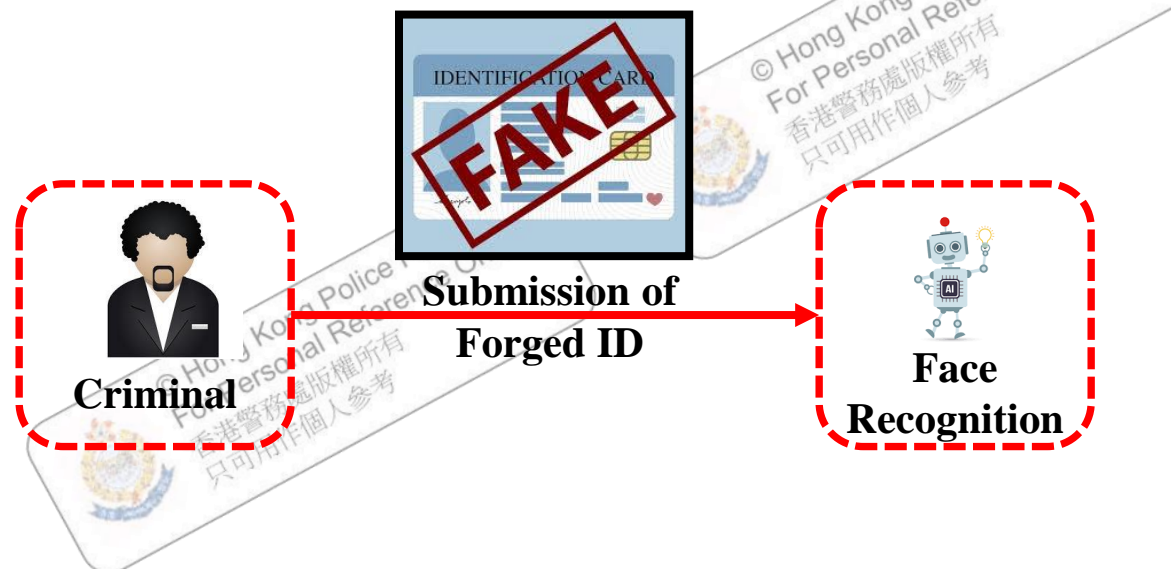 © Hong Kong
For Personal Refe
香港警務處版權所有
只可用作個人參考
IDENTIFICATION CARD
FAKE
Submission of
Forged ID
AI
Criminal
Face
Recognition
© Hong Kong Police
For Personal Reference On
香港警務處版權所有
只可用作個人參考